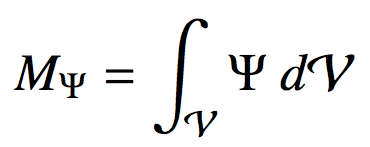 M_Ψ = ∫_𝒱 Ψ d𝒱